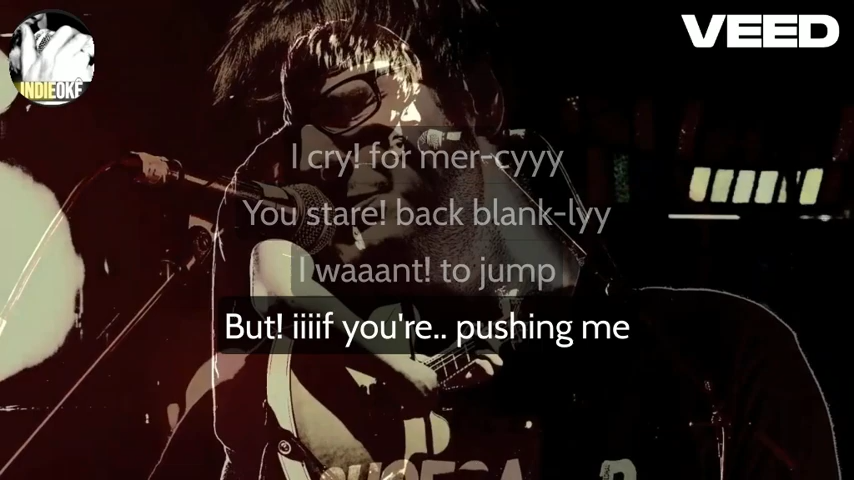 VEED
INDIEOKÊ
I cry! for mer-cyyy
You stare! back blank-lyy
I waaant! to jump
But! iiiif you're.. pushing me